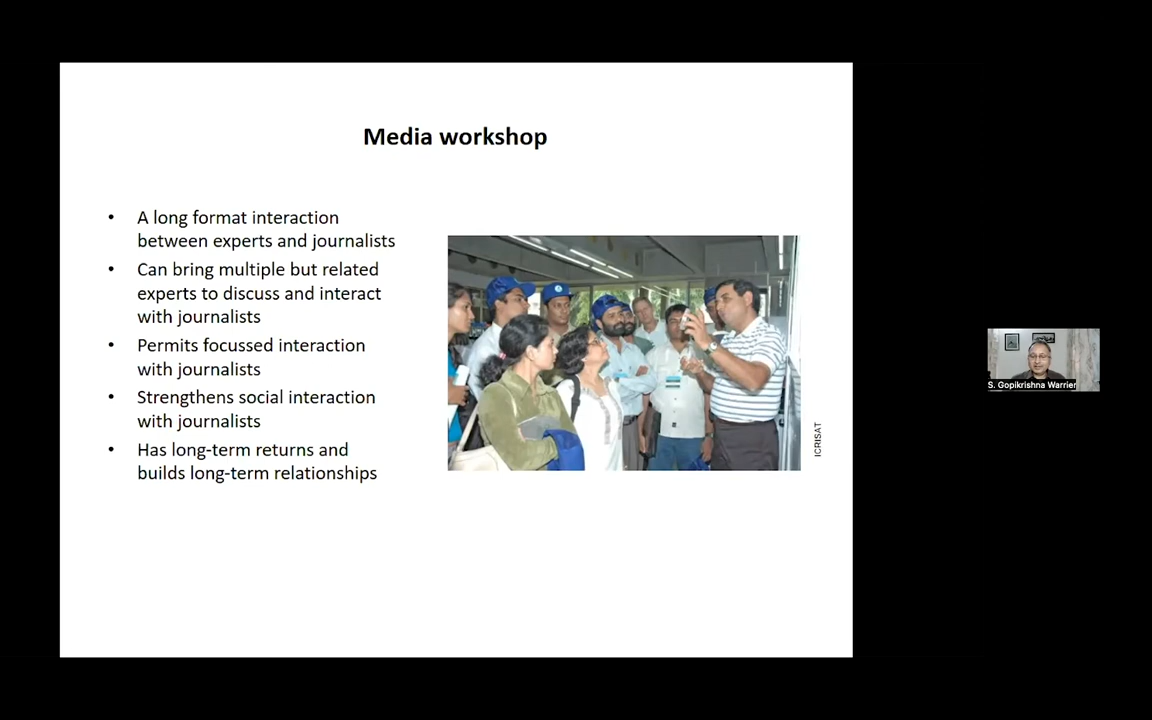 Media workshop
• A long format interaction
between experts and journalists
• Can bring multiple but related
experts to discuss and interact
with journalists
• Permits focussed interaction
with journalists
• Strengthens social interaction
with journalists
• Has long-term returns and
builds long-term relationships
ICRISAT
S. Gopikrishna Warrier